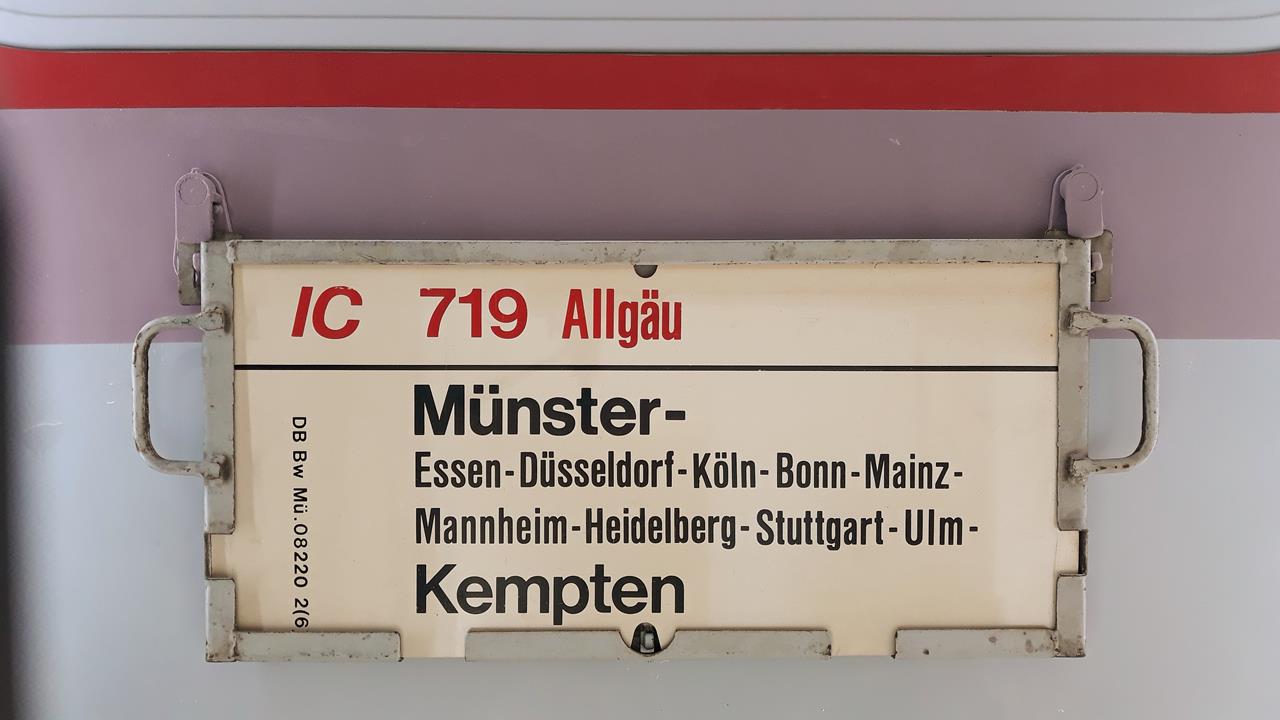 IC 719 Allgäu
Münster-
Essen-Düsseldorf-Köln-Bonn-Mainz-
Mannheim-Heidelberg-Stuttgart-Ulm-
Kempten
DB Bw Mü.08220 2(6